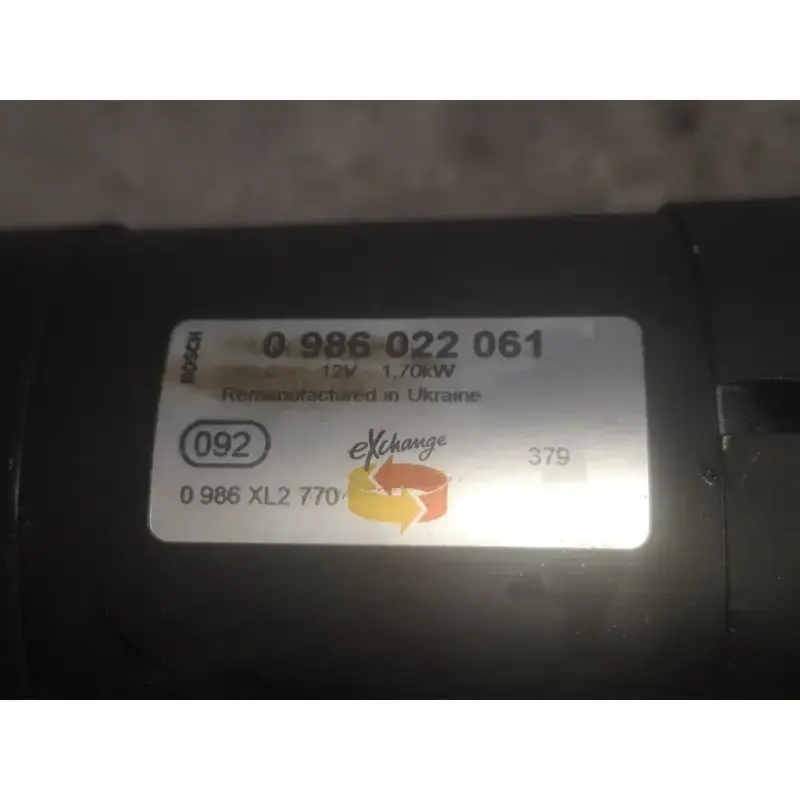 BOSCH
0 986 022 061
12V 1,70kW
Remanufactured in Ukraine
092
eXchange
379
0 986 XL2 770